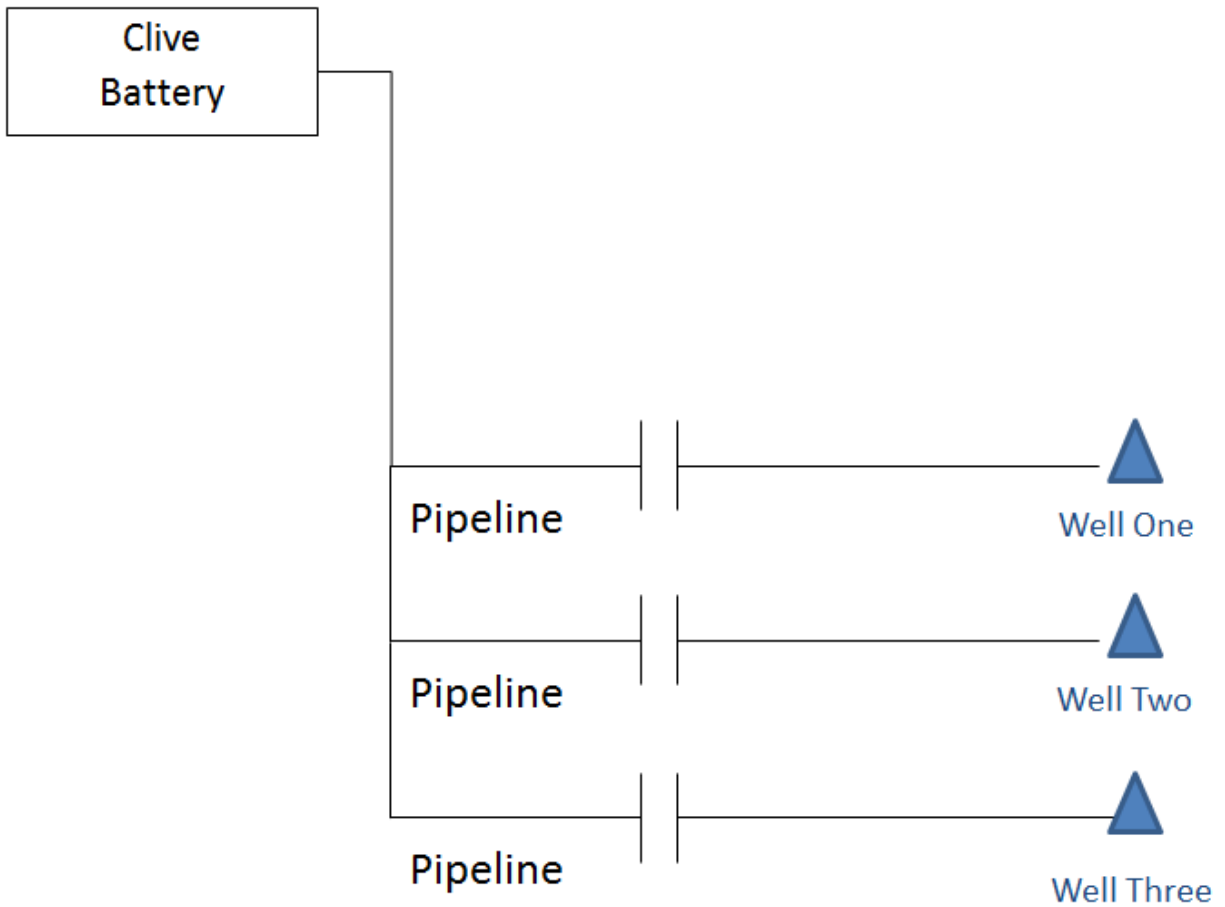 Clive
Battery
Pipeline
Well One
Pipeline
Well Two
Pipeline
Well Three